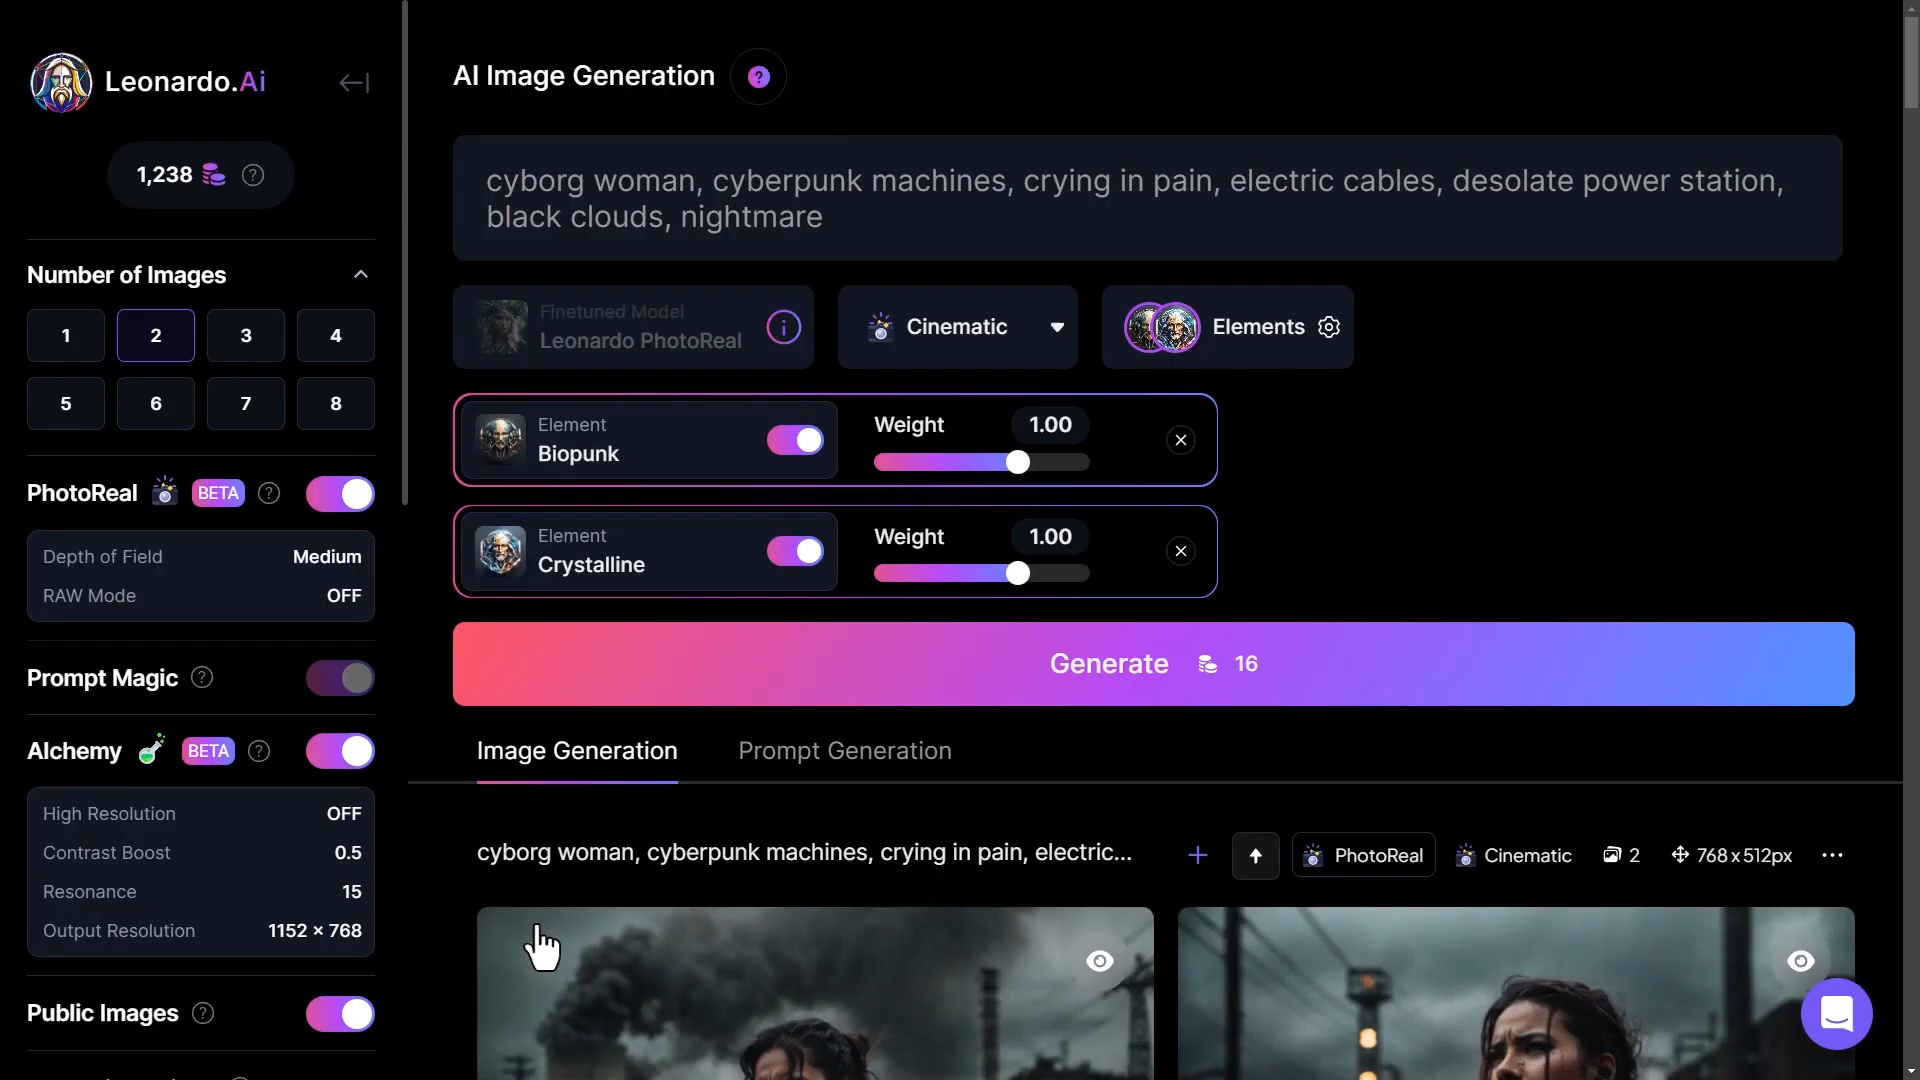 Leonardo.Ai
1,238
Number of Images
1
2
3
4
5
6
7
8
PhotoReal BETA
Depth of Field Medium
RAW Mode OFF
Prompt Magic
Alchemy BETA
High Resolution OFF
Contrast Boost 0.5
Resonance 15
Output Resolution 1152 × 768
Public Images
AI Image Generation ?
cyborg woman, cyberpunk machines, crying in pain, electric cables, desolate power station,
black clouds, nightmare
Finetuned Model
Leonardo PhotoReal
Cinematic
Elements
Element
Biopunk
Weight 1.00
Element
Crystalline
Weight 1.00
Generate 16
Image Generation Prompt Generation
cyborg woman, cyberpunk machines, crying in pain, electric... PhotoReal Cinematic 2 768 x 512px